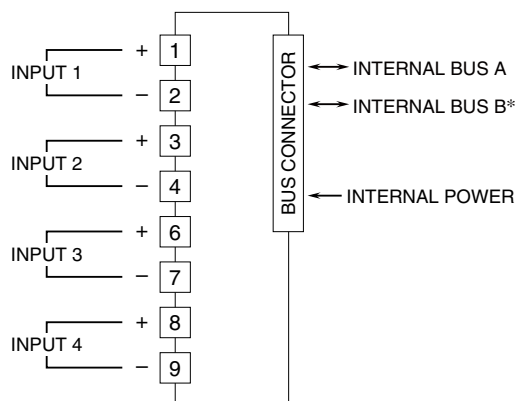 INPUT 1
+ 1
− 2
INPUT 2
+ 3
− 4
INPUT 3
+ 6
− 7
INPUT 4
+ 8
− 9
BUS CONNECTOR
INTERNAL BUS A
INTERNAL BUS B*
INTERNAL POWER